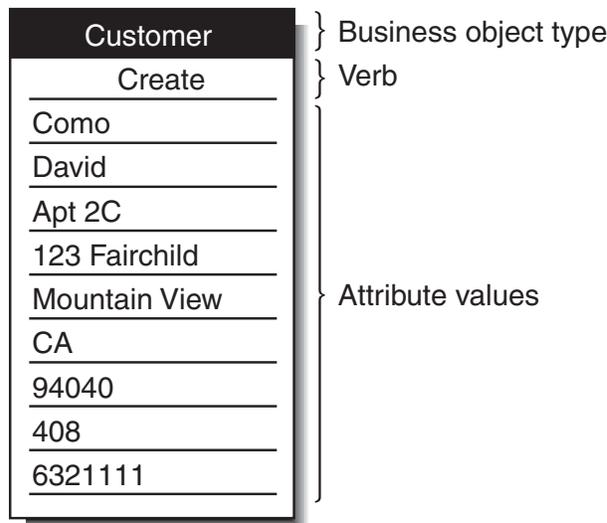 Customer
Business object type
Create
Verb
Como
David
Apt 2C
123 Fairchild
Mountain View
Attribute values
CA
94040
408
6321111